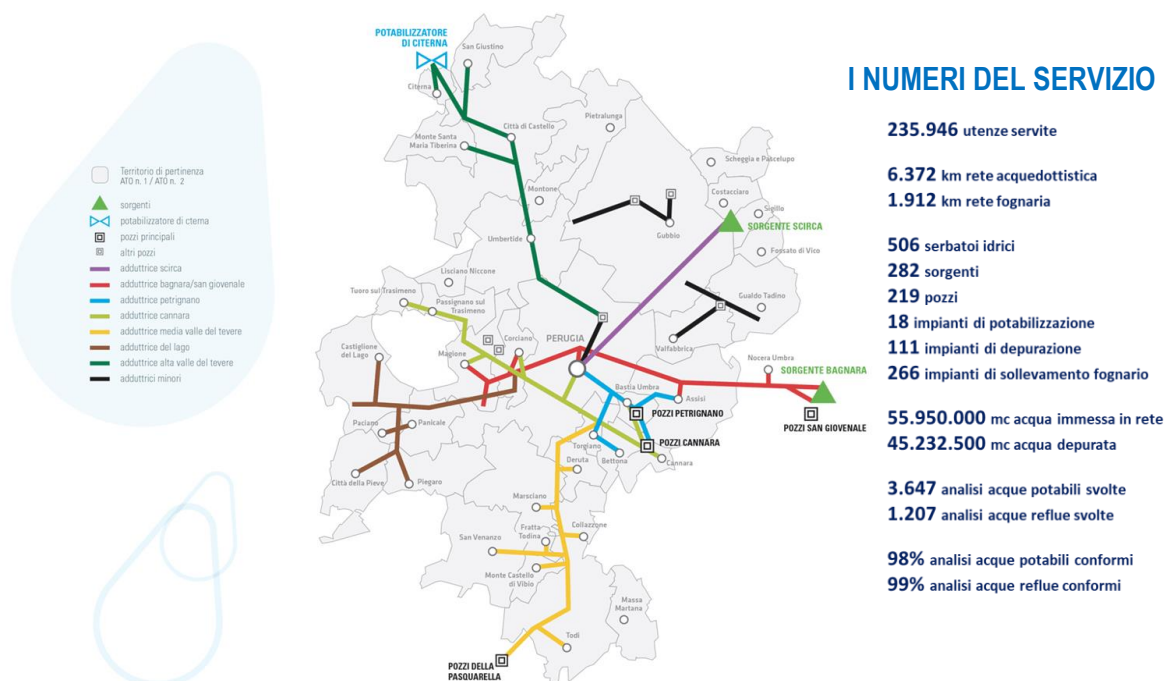 Territorio di pertinenza
ATO n. 1 / ATO n. 2
sorgenti
potabilizzatore di cterna
pozzi principali
altri pozzi
adduttrice scirca
adduttrice bagnara/san giovenale
adduttrice petrignano
adduttrice cannara
adduttrice media valle del tevere
adduttrice del lago
adduttrice alta valle del tevere
adduttrici minori
POTABILIZZATORE
DI CITERNA
San Giustino
Citerna
Città di Castello
Pietralunga
Monte Santa
Maria Tiberina
Scheggia e Pascelupo
Montone
Costacciaro
Sigillo
SORGENTE SCIRCA
Umbertide
Gubbio
Fossato di Vico
Lisciano Niccone
Tuoro sul Trasimeno
Passignano sul
Trasimeno
Gualdo Tadino
Castiglione
del Lago
Corciano
PERUGIA
Valfabbrica
Magione
Nocera Umbra
SORGENTE BAGNARA
Bastia Umbra
Assisi
POZZI PETRIGNANO
POZZI SAN GIOVENALE
Paciano
Panicale
POZZI CANNARA
Torgiano
Bettona
Cannara
Deruta
Città della Pieve
Piegaro
Marsciano
Fratta
Todina
Collazzone
San Venanzo
Monte Castello
di Vibio
Massa
Martana
Todi
POZZI DELLA
PASQUARELLA
I NUMERI DEL SERVIZIO
235.946 utenze servite
6.372 km rete acquedottistica
1.912 km rete fognaria
506 serbatoi idrici
282 sorgenti
219 pozzi
18 impianti di potabilizzazione
111 impianti di depurazione
266 impianti di sollevamento fognario
55.950.000 mc acqua immessa in rete
45.232.500 mc acqua depurata
3.647 analisi acque potabili svolte
1.207 analisi acque reflue svolte
98% analisi acque potabili conformi
99% analisi acque reflue conformi